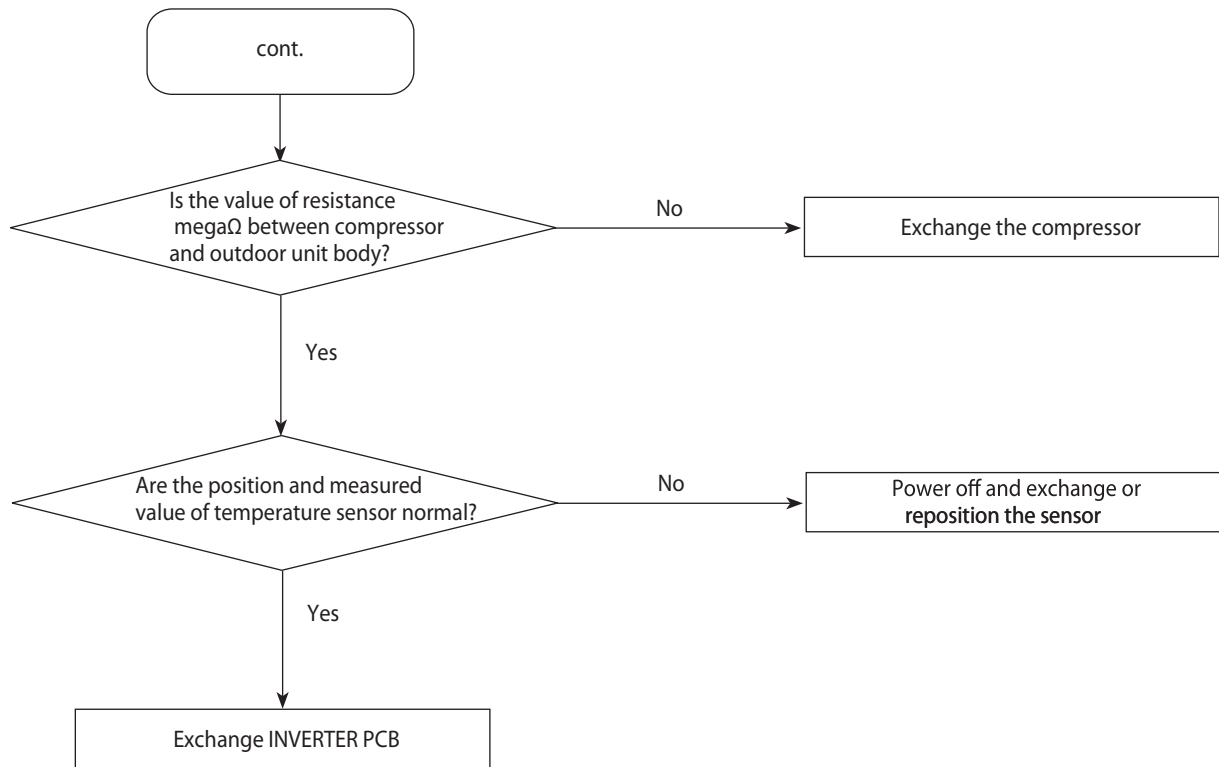 cont.
Is the value of resistance
megaΩ between compressor
and outdoor unit body?
No
Exchange the compressor
Yes
Are the position and measured
value of temperature sensor normal?
No
Power off and exchange or
reposition the sensor
Yes
Exchange INVERTER PCB